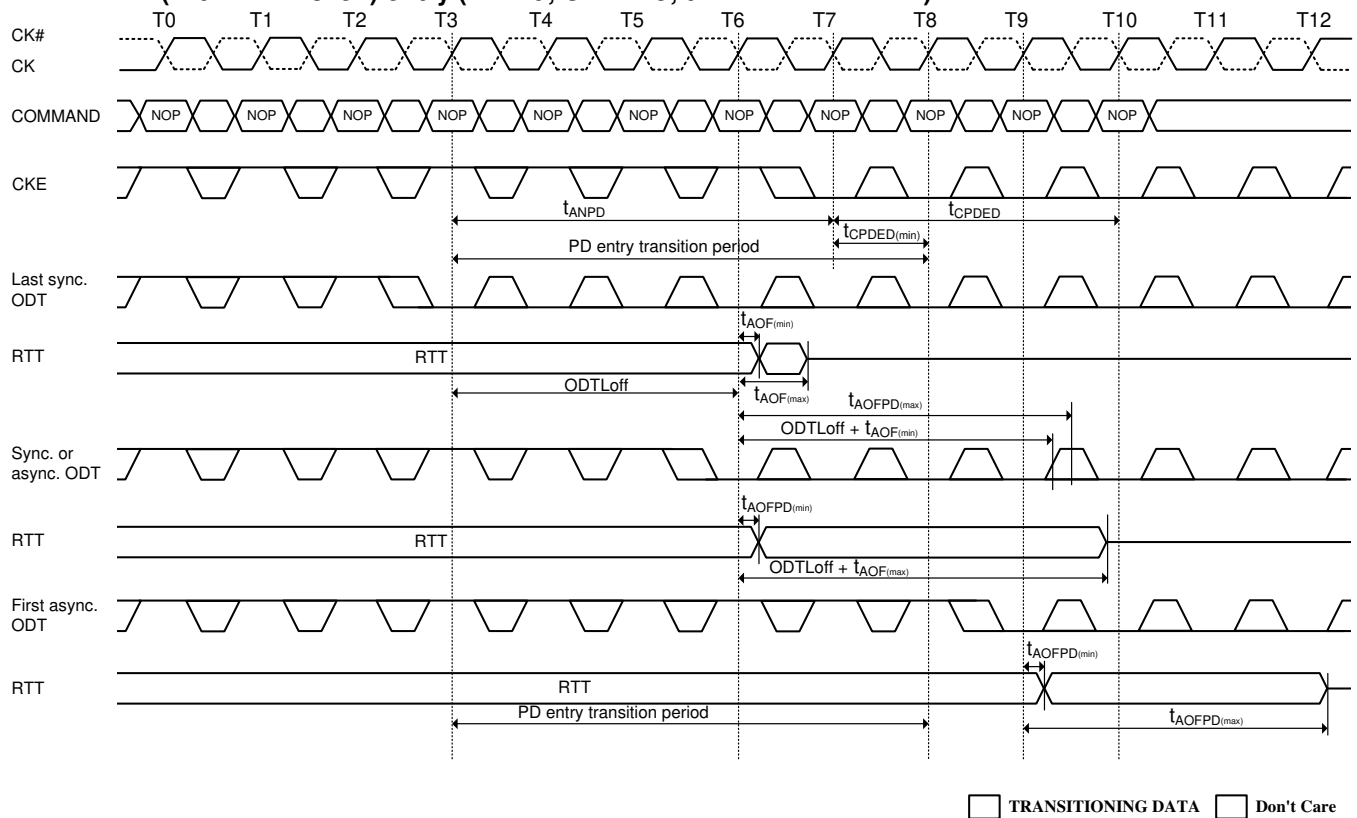 T0 T1 T2 T3 T4 T5 T6 T7 T8 T9 T10 T11 T12
CK#
CK
COMMAND NOP NOP NOP NOP NOP NOP NOP NOP NOP NOP NOP
CKE
tANPD tCPDED
tCPDED(min)
PD entry transition period
Last sync.
ODT
tAOF(min)
RTT RTT
ODTLoff tAOF(max)
tAOFPD(max)
ODTLoff + tAOF(min)
Sync. or
async. ODT
tAOFPD(min)
RTT RTT
ODTLoff + tAOF(max)
First async.
ODT
tAOFPD(min)
RTT RTT
PD entry transition period
tAOFPD(max)
TRANSITIONING DATA Don't Care